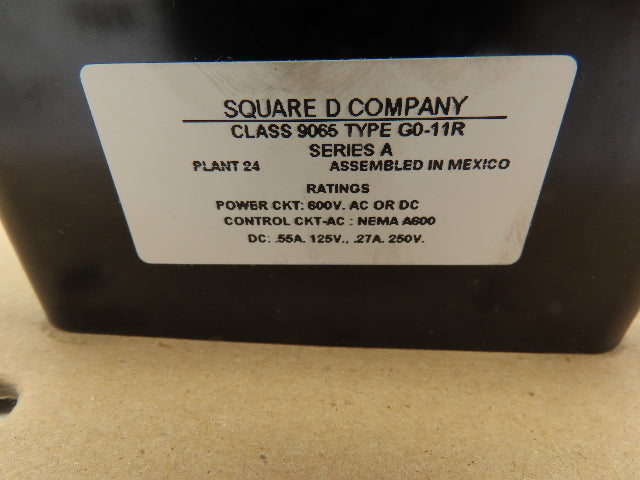 SQUARE D COMPANY
CLASS 9065 TYPE G0-11R
SERIES A
PLANT 24 ASSEMBLED IN MEXICO
RATINGS
POWER CKT: 600V. AC OR DC
CONTROL CKT-AC : NEMA A600
DC: .55A. 125V., .27A. 250V.